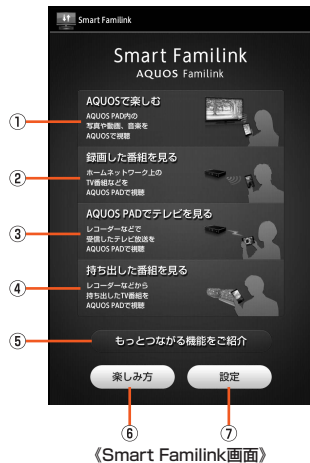 Smart Familink
Smart Familink
AQUOS Familink
① AQUOSで楽しむ
AQUOS PAD内の
写真や動画、音楽を
AQUOSで視聴
② 録画した番組を見る
ホームネットワーク上の
TV番組などを
AQUOS PADで視聴
③ AQUOS PADでテレビを見る
レコーダーなどで
受信したテレビ放送を
AQUOS PADで視聴
④ 持ち出した番組を見る
レコーダーなどから
持ち出したTV番組を
AQUOS PADで視聴
⑤ もっとつながる機能をご紹介
楽しみ方 設定
⑥ ⑦
《Smart Familink画面》